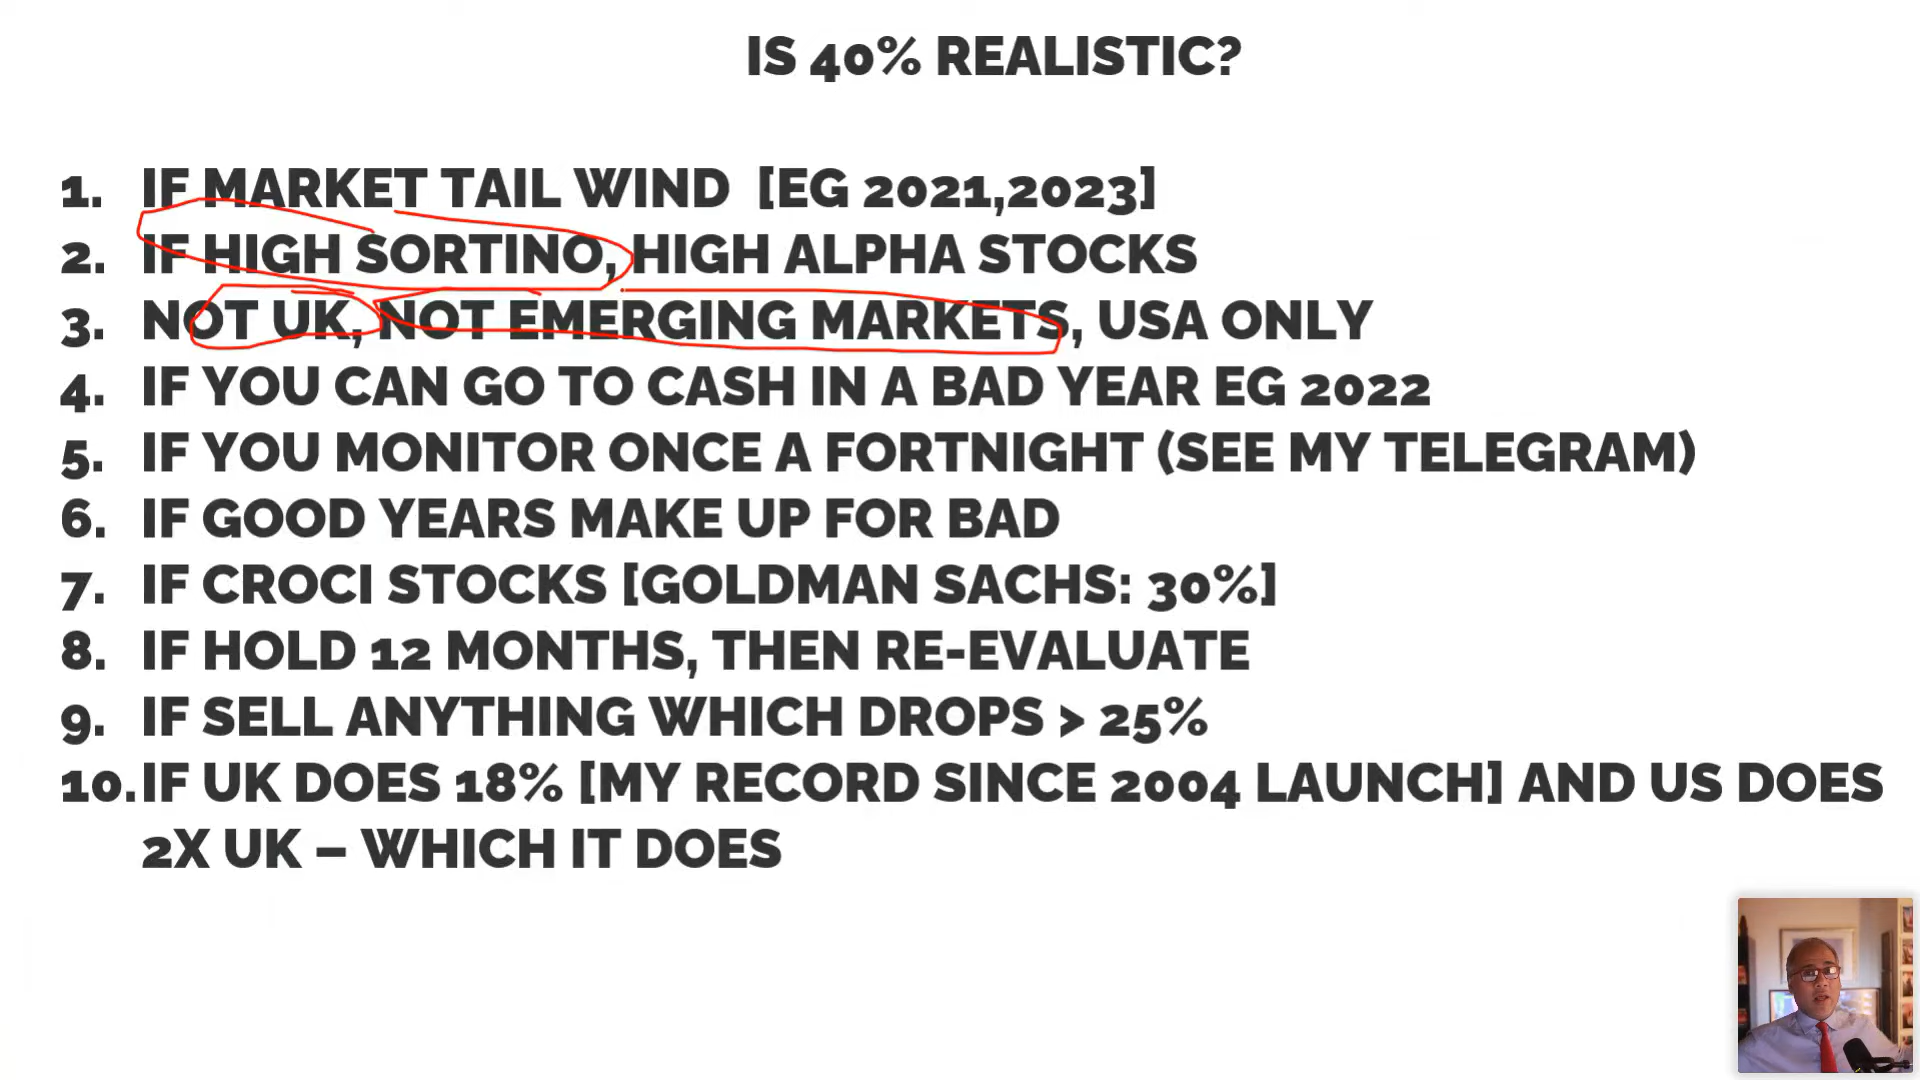 IS 40% REALISTIC?
1. IF MARKET TAIL WIND [EG 2021,2023]
2. IF HIGH SORTINO, HIGH ALPHA STOCKS
3. NOT UK, NOT EMERGING MARKETS, USA ONLY
4. IF YOU CAN GO TO CASH IN A BAD YEAR EG 2022
5. IF YOU MONITOR ONCE A FORTNIGHT (SEE MY TELEGRAM)
6. IF GOOD YEARS MAKE UP FOR BAD
7. IF CROCI STOCKS [GOLDMAN SACHS: 30%]
8. IF HOLD 12 MONTHS, THEN RE-EVALUATE
9. IF SELL ANYTHING WHICH DROPS > 25%
10. IF UK DOES 18% [MY RECORD SINCE 2004 LAUNCH] AND US DOES
2X UK – WHICH IT DOES